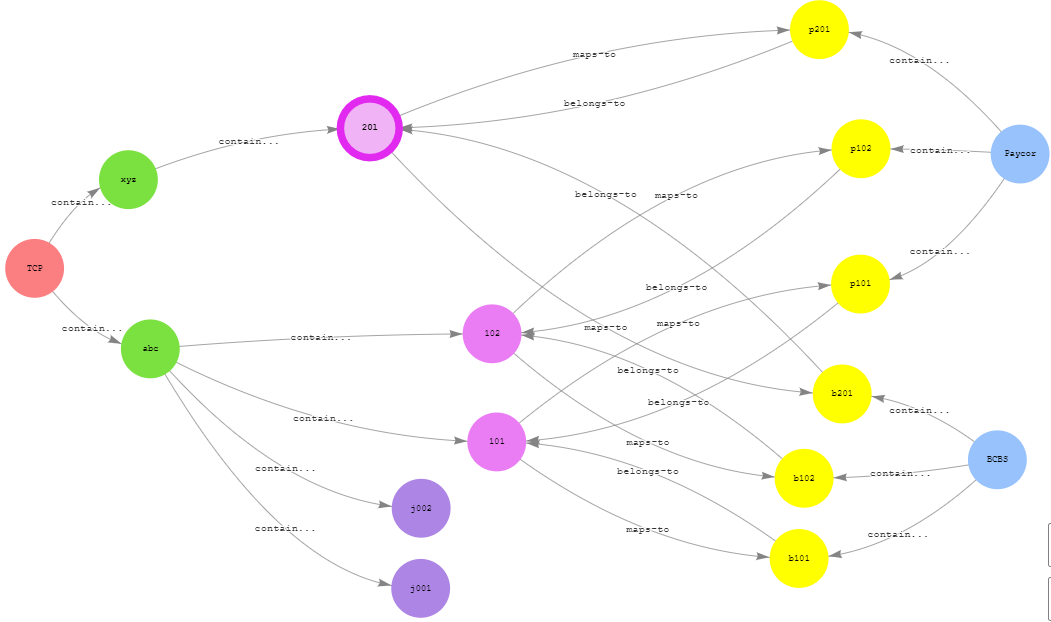 p201
maps-to
contain...
belongs-to
201
contain...
p102
contain...
Paycor
xyz
belongs-to
maps-to
contain...
contain...
TCP
p101
belongs-to
maps-to
maps-to
contain...
102
contain...
abc
belongs-to
b201
belongs-to
contain...
contain...
101
maps-to
BCBS
contain...
belongs-to
contain...
b102
j002
contain...
maps-to
contain...
b101
j001